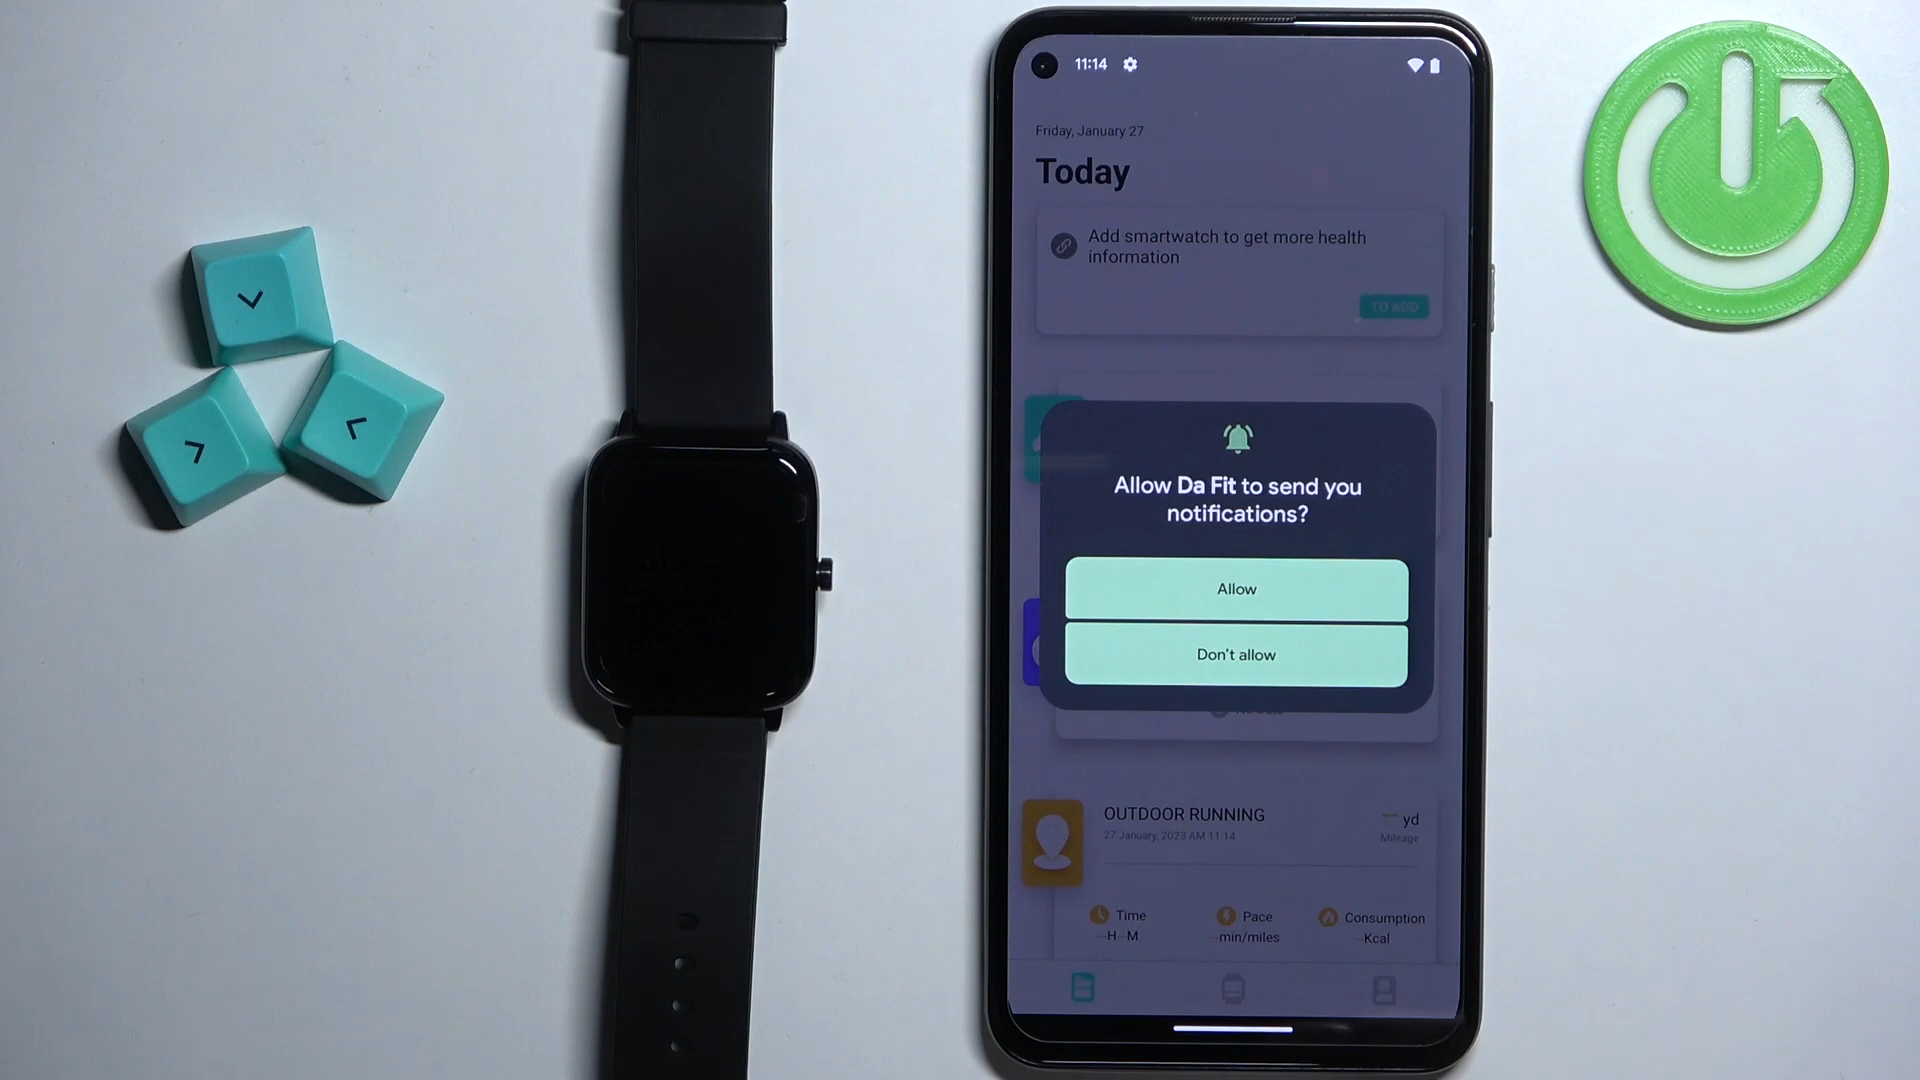 11:14
Friday, January 27
Today
Add smartwatch to get more health
information
TO ADD
Allow Da Fit to send you
notifications?
Allow
Don't allow
OUTDOOR RUNNING
27 January, 2023 AM 11 14
-- yd
Mileage
Time
Pace
Consumption
--H--M
--min/miles
--Kcal